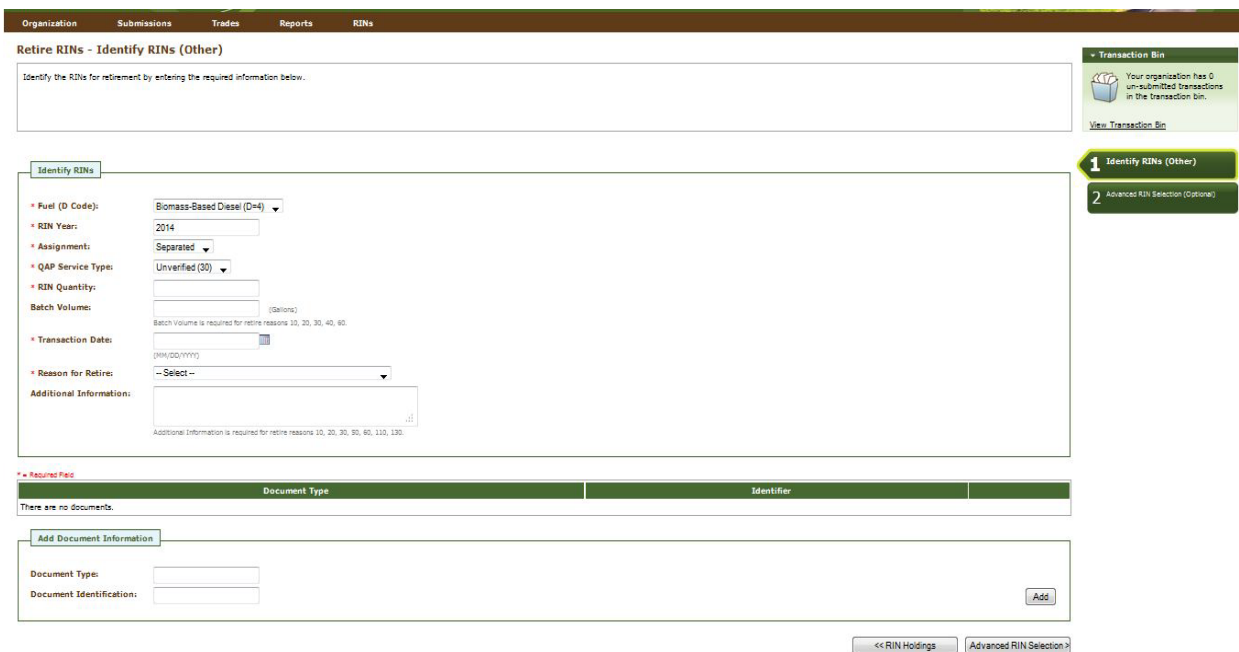 Organization Submissions Trades Reports RINs
Retire RINs - Identify RINs (Other)
Identify the RINs for retirement by entering the required information below.
Identify RINs
* Fuel (D Code): Biomass-Based Diesel (D=4)
* RIN Year: 2014
* Assignment: Separated
* QAP Service Type: Unverified (30)
* RIN Quantity:
Batch Volume: (Gallons)
Batch Volume is required for retire reasons 10, 20, 30, 40, 60.
* Transaction Date:
(MM/DD/YYYY)
* Reason for Retire: -- Select --
Additional Information:
Additional Information is required for retire reasons 10, 20, 30, 50, 60, 110, 130.
* = Required Field
Document Type Identifier
There are no documents.
Add Document Information
Document Type:
Document Identification:
Add
<< RIN Holdings Advanced RIN Selection >
Transaction Bin
Your organization has 0
un-submitted transactions
in the transaction bin.
View Transaction Bin
1 Identify RINs (Other)
2 Advanced RIN Selection (Optional)